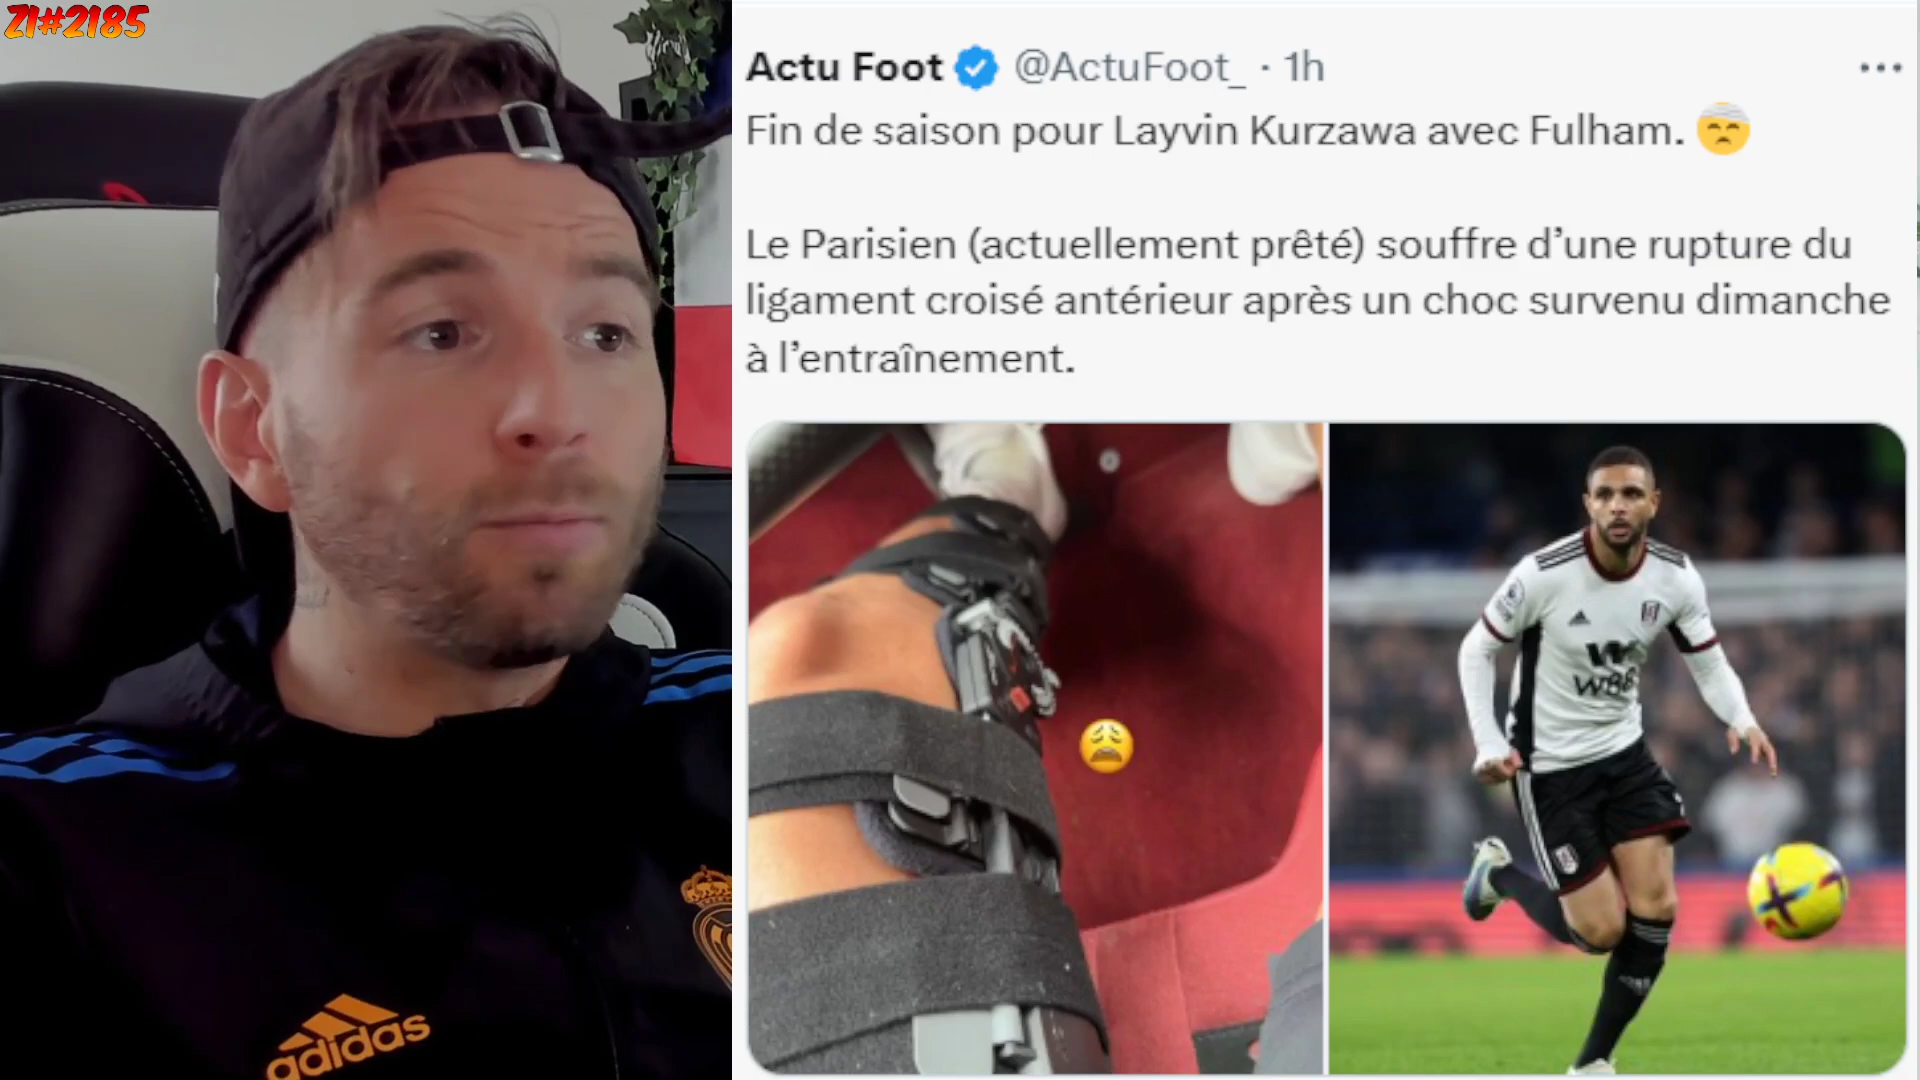 Z1#2185
Actu Foot @ActuFoot_ · 1h
Fin de saison pour Layvin Kurzawa avec Fulham.
Le Parisien (actuellement prêté) souffre d’une rupture du
ligament croisé antérieur après un choc survenu dimanche
à l’entraînement.
adidas
W88